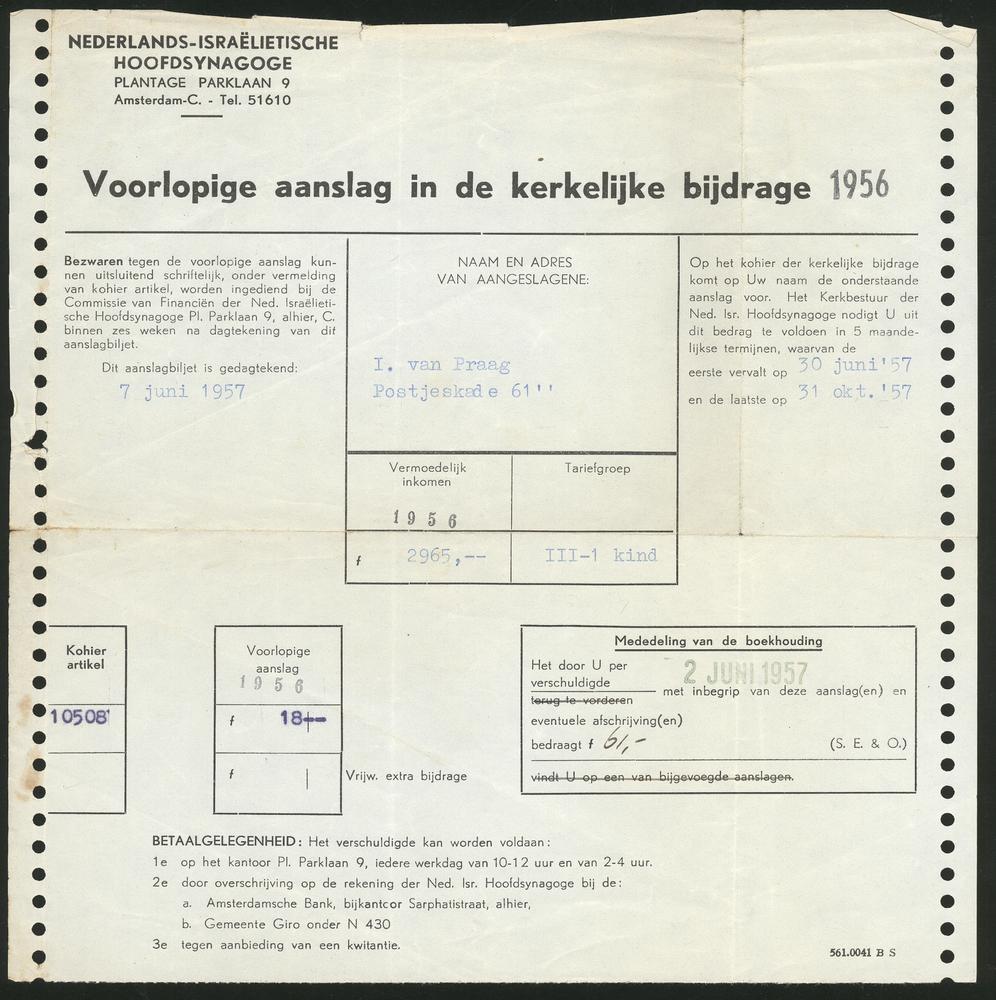 NEDERLANDS-ISRAËLIETISCHE
HOOFDSYNAGOGE
PLANTAGE PARKLAAN 9
Amsterdam-C. - Tel. 51610
Voorlopige aanslag in de kerkelijke bijdrage 1956
Bezwaren tegen de voorlopige aanslag kun-
nen uitsluitend schriftelijk, onder vermelding
van kohier artikel, worden ingediend bij de
Commissie van Financiën der Ned. Israëlieti-
sche Hoofdsynagoge Pl. Parklaan 9, alhier, C.
binnen zes weken na dagtekening van dit
aanslagbiljet.
Dit aanslagbiljet is gedagtekend:
7 juni 1957
NAAM EN ADRES
VAN AANGESLAGENE:
I. van Praag
Postjeskade 61''
Vermoedelijk
inkomen
1956
Tariefgroep
f 2965,-- III-1 kind
Op het kohier der kerkelijke bijdrage
komt op Uw naam de onderstaande
aanslag voor. Het Kerkbestuur der
Ned. Isr. Hoofdsynagoge nodigt U uit
dit bedrag te voldoen in 5 maande-
lijkse termijnen, waarvan de
eerste vervalt op 30 juni'57
en de laatste op 31 okt.'57
Kohier
artikel
10508
Voorlopige
aanslag
1956
f 18--
f Vrijw. extra bijdrage
Mededeling van de boekhouding
Het door U per 2 JUNI 1957
verschuldigde
terug te vorderen
met inbegrip van deze aanslag(en) en
eventuele afschrijving(en)
bedraagt f 61,- (S. E. & O.)
vindt U op een van bijgevoegde aanslagen.
BETAALGELEGENHEID: Het verschuldigde kan worden voldaan:
1e op het kantoor Pl. Parklaan 9, iedere werkdag van 10-12 uur en van 2-4 uur.
2e door overschrijving op de rekening der Ned. Isr. Hoofdsynagoge bij de:
a. Amsterdamsche Bank, bijkantoor Sarphatistraat, alhier,
b. Gemeente Giro onder N 430
3e tegen aanbieding van een kwitantie.
561.0041 B S